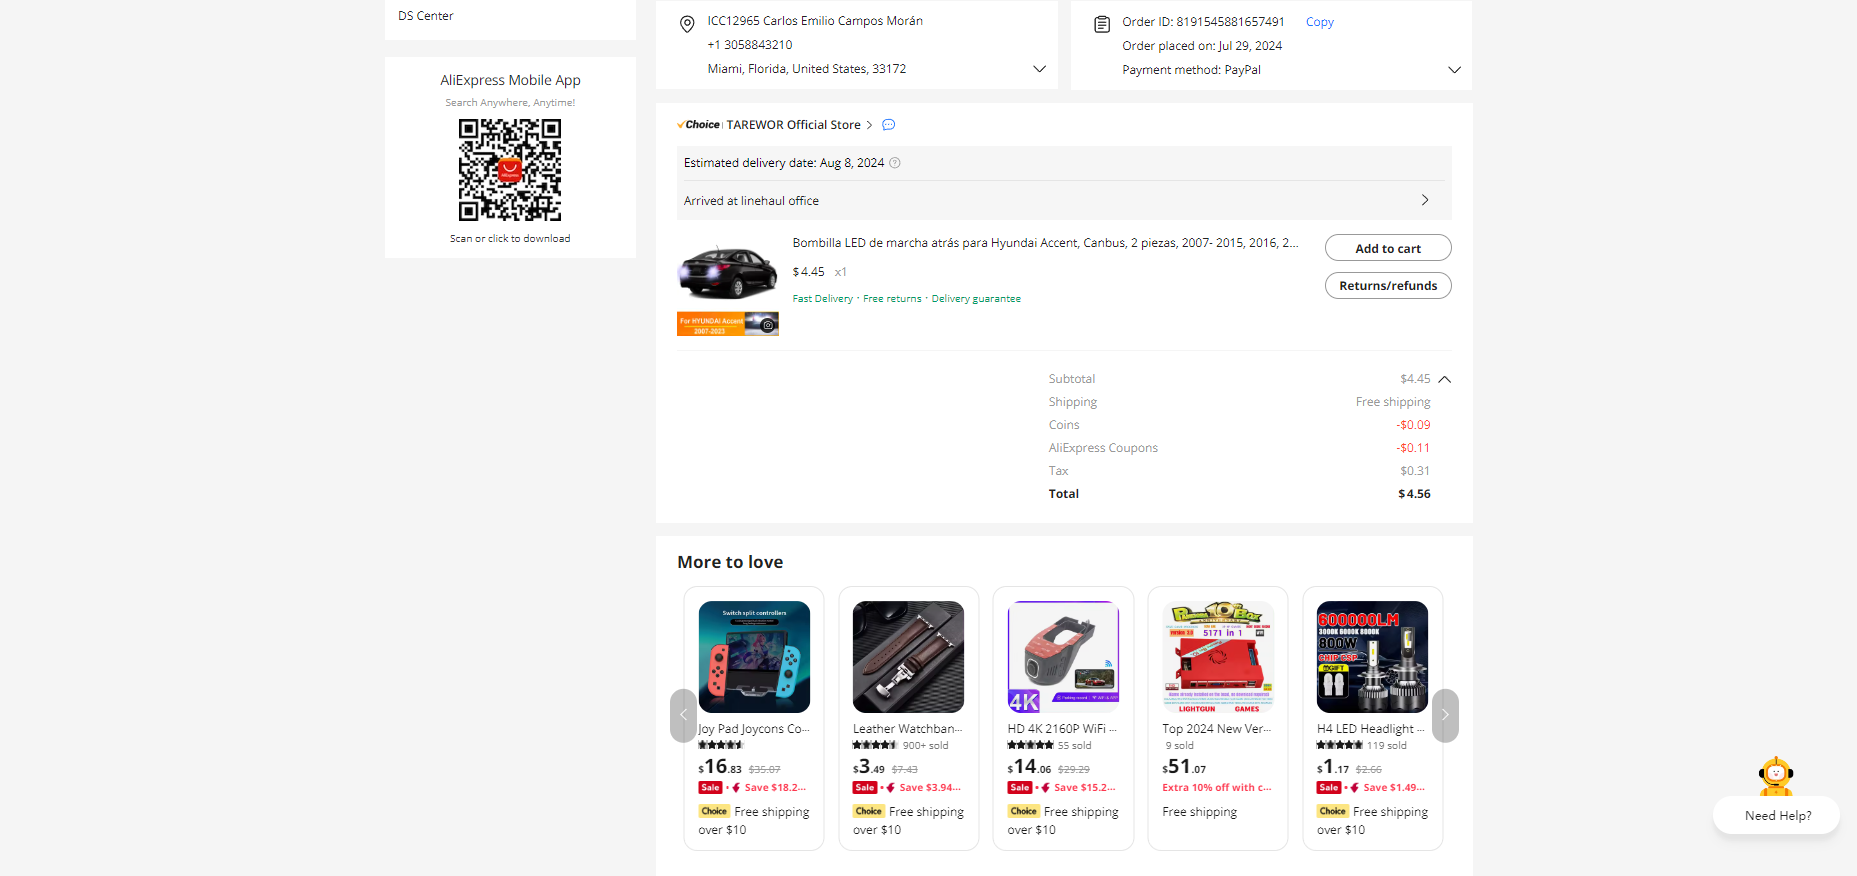 DS Center
AliExpress Mobile App
Search Anywhere, Anytime!
AliExpress
Scan or click to download
ICC12965 Carlos Emilio Campos Morán
+1 3058843210
Miami, Florida, United States, 33172
Order ID: 8191545881657491 Copy
Order placed on: Jul 29, 2024
Payment method: PayPal
Choice TAREWOR Official Store
Estimated delivery date: Aug 8, 2024
Arrived at linehaul office
Bombilla LED de marcha atrás para Hyundai Accent, Canbus, 2 piezas, 2007- 2015, 2016, 2...
$4.45 x1
Fast Delivery · Free returns · Delivery guarantee
For HYUNDAI Accent
2007-2023
Add to cart
Returns/refunds
Subtotal $4.45
Shipping Free shipping
Coins -$0.09
AliExpress Coupons -$0.11
Tax $0.31
Total $4.56
More to love
Switch split controllers
Joy Pad Joycons Co...
$16.83 $35.07
Sale Save $18.2...
Choice Free shipping
over $10
Leather Watchban...
900+ sold
$3.49 $7.43
Sale Save $3.94...
Choice Free shipping
over $10
4K
HD 4K 2160P WiFi ...
55 sold
$14.06 $29.29
Sale Save $15.2...
Choice Free shipping
over $10
5171 in 1
LIGHTGUN GAMES
Top 2024 New Ver...
9 sold
$51.07
Extra 10% off with c...
Free shipping
600000LM
3000K 6000K 8000K
800W
CHIP CSP
GIFT
H4 LED Headlight ...
119 sold
$1.17 $2.66
Sale Save $1.49...
Choice Free shipping
over $10
Need Help?